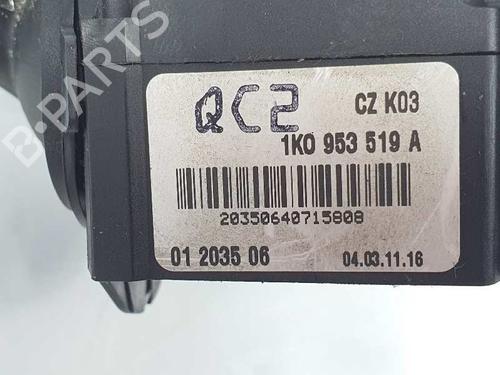 QC2
CZ K03
1K0 953 519 A
20350640715808
01 2035 06
04.03.11.16
B-PARTS